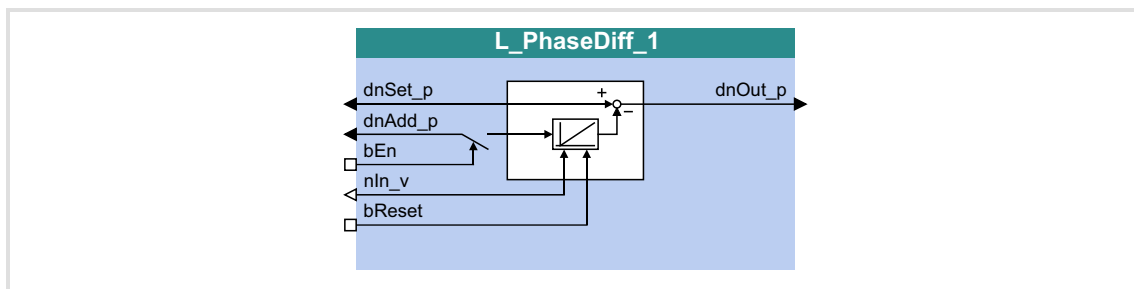 L_PhaseDiff_1
dnSet_p
+
dnOut_p
–
dnAdd_p
bEn
nIn_v
bReset